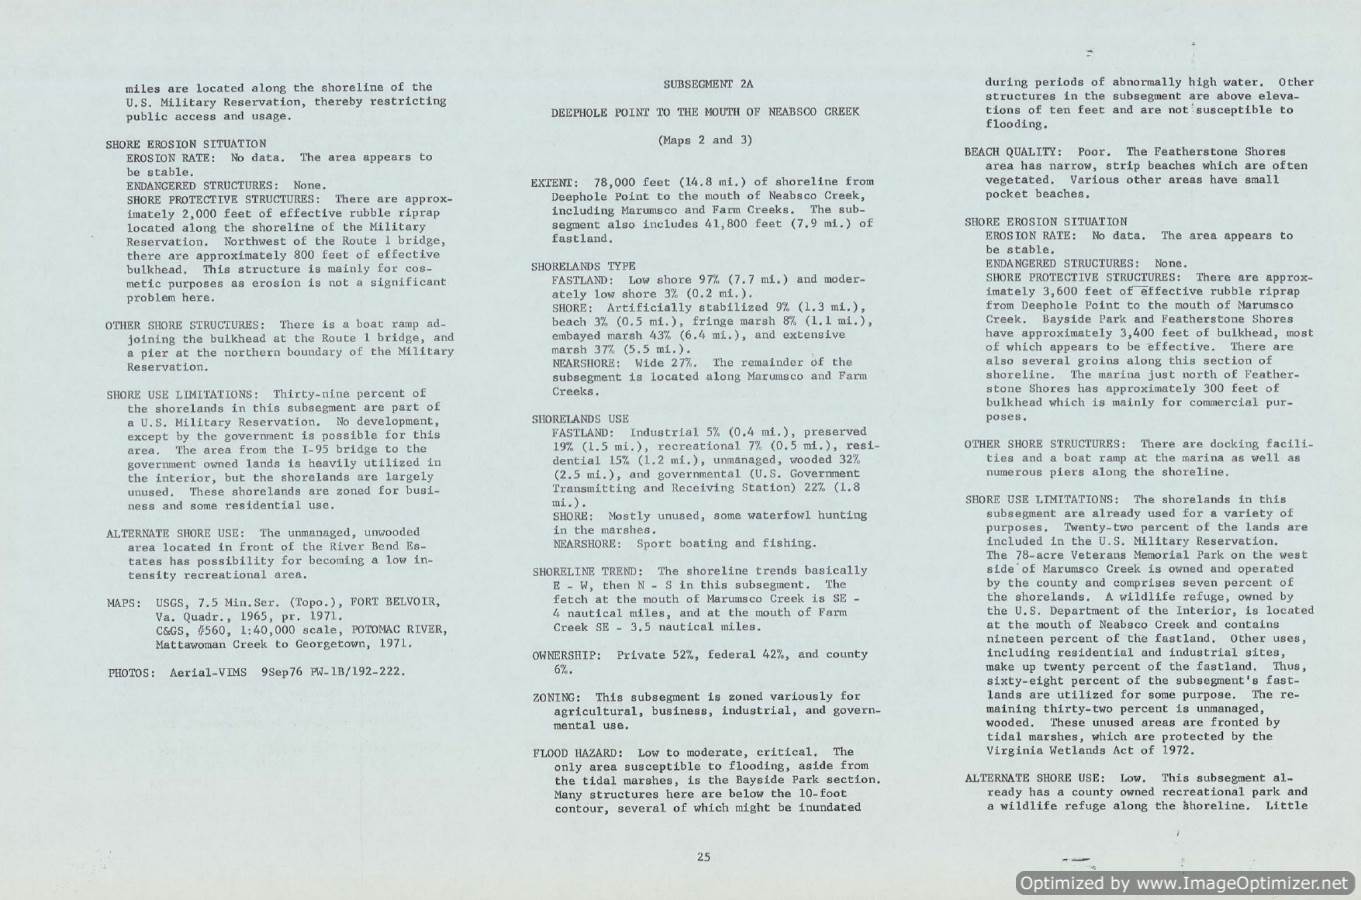 miles are located along the shoreline of the
U.S. Military Reservation, thereby restricting
public access and usage.
SHORE EROSION SITUATION
EROSION RATE: No data. The area appears to
be stable.
ENDANGERED STRUCTURES: None.
SHORE PROTECTIVE STRUCTURES: There are approx-
imately 2,000 feet of effective rubble riprap
located along the shoreline of the Military
Reservation. Northwest of the Route 1 bridge,
there are approximately 800 feet of effective
bulkhead. This structure is mainly for cos-
metic purposes as erosion is not a significant
problem here.
OTHER SHORE STRUCTURES: There is a boat ramp ad-
joining the bulkhead at the Route 1 bridge, and
a pier at the northern boundary of the Military
Reservation.
SHORE USE LIMITATIONS: Thirty-nine percent of
the shorelands in this subsegment are part of
a U.S. Military Reservation. No development,
except by the government is possible for this
area. The area from the I-95 bridge to the
government owned lands is heavily utilized in
the interior, but the shorelands are largely
unused. These shorelands are zoned for busi-
ness and some residential use.
ALTERNATE SHORE USE: The unmanaged, unwooded
area located in front of the River Bend Es-
tates has possibility for becoming a low in-
tensity recreational area.
MAPS: USGS, 7.5 Min.Ser. (Topo.), FORT BELVOIR,
Va. Quadr., 1965, pr. 1971.
C&GS, #560, 1:40,000 scale, POTOMAC RIVER,
Mattawoman Creek to Georgetown, 1971.
PHOTOS: Aerial-VIMS 9Sep76 PW-1B/192-222.
SUBSEGMENT 2A
DEEPHOLE POINT TO THE MOUTH OF NEABSCO CREEK
(Maps 2 and 3)
EXTENT: 78,000 feet (14.8 mi.) of shoreline from
Deephole Point to the mouth of Neabsco Creek,
including Marumsco and Farm Creeks. The sub-
segment also includes 41,800 feet (7.9 mi.) of
fastland.
SHORELANDS TYPE
FASTLAND: Low shore 97% (7.7 mi.) and moder-
ately low shore 3% (0.2 mi.).
SHORE: Artificially stabilized 9% (1.3 mi.),
beach 3% (0.5 mi.), fringe marsh 8% (1.1 mi.),
embayed marsh 43% (6.4 mi.), and extensive
marsh 37% (5.5 mi.).
NEARSHORE: Wide 27%. The remainder of the
subsegment is located along Marumsco and Farm
Creeks.
SHORELANDS USE
FASTLAND: Industrial 5% (0.4 mi.), preserved
19% (1.5 mi.), recreational 7% (0.5 mi.), resi-
dential 15% (1.2 mi.), unmanaged, wooded 32%
(2.5 mi.), and governmental (U.S. Government
Transmitting and Receiving Station) 22% (1.8
mi.).
SHORE: Mostly unused, some waterfowl hunting
in the marshes.
NEARSHORE: Sport boating and fishing.
SHORELINE TREND: The shoreline trends basically
E - W, then N - S in this subsegment. The
fetch at the mouth of Marumsco Creek is SE -
4 nautical miles, and at the mouth of Farm
Creek SE - 3.5 nautical miles.
OWNERSHIP: Private 52%, federal 42%, and county
6%.
ZONING: This subsegment is zoned variously for
agricultural, business, industrial, and govern-
mental use.
FLOOD HAZARD: Low to moderate, critical. The
only area susceptible to flooding, aside from
the tidal marshes, is the Bayside Park section.
Many structures here are below the 10-foot
contour, several of which might be inundated
during periods of abnormally high water. Other
structures in the subsegment are above eleva-
tions of ten feet and are not susceptible to
flooding.
BEACH QUALITY: Poor. The Featherstone Shores
area has narrow, strip beaches which are often
vegetated. Various other areas have small
pocket beaches.
SHORE EROSION SITUATION
EROSION RATE: No data. The area appears to
be stable.
ENDANGERED STRUCTURES: None.
SHORE PROTECTIVE STRUCTURES: There are approx-
imately 3,600 feet of effective rubble riprap
from Deephole Point to the mouth of Marumsco
Creek. Bayside Park and Featherstone Shores
have approximately 3,400 feet of bulkhead, most
of which appears to be effective. There are
also several groins along this section of
shoreline. The marina just north of Feather-
stone Shores has approximately 300 feet of
bulkhead which is mainly for commercial pur-
poses.
OTHER SHORE STRUCTURES: There are docking facili-
ties and a boat ramp at the marina as well as
numerous piers along the shoreline.
SHORE USE LIMITATIONS: The shorelands in this
subsegment are already used for a variety of
purposes. Twenty-two percent of the lands are
included in the U.S. Military Reservation.
The 78-acre Veterans Memorial Park on the west
side of Marumsco Creek is owned and operated
by the county and comprises seven percent of
the shorelands. A wildlife refuge, owned by
the U.S. Department of the Interior, is located
at the mouth of Neabsco Creek and contains
nineteen percent of the fastland. Other uses,
including residential and industrial sites,
make up twenty percent of the fastland. Thus,
sixty-eight percent of the subsegment's fast-
lands are utilized for some purpose. The re-
maining thirty-two percent is unmanaged,
wooded. These unused areas are fronted by
tidal marshes, which are protected by the
Virginia Wetlands Act of 1972.
ALTERNATE SHORE USE: Low. This subsegment al-
ready has a county owned recreational park and
a wildlife refuge along the shoreline. Little
25
Optimized by www.ImageOptimizer.net